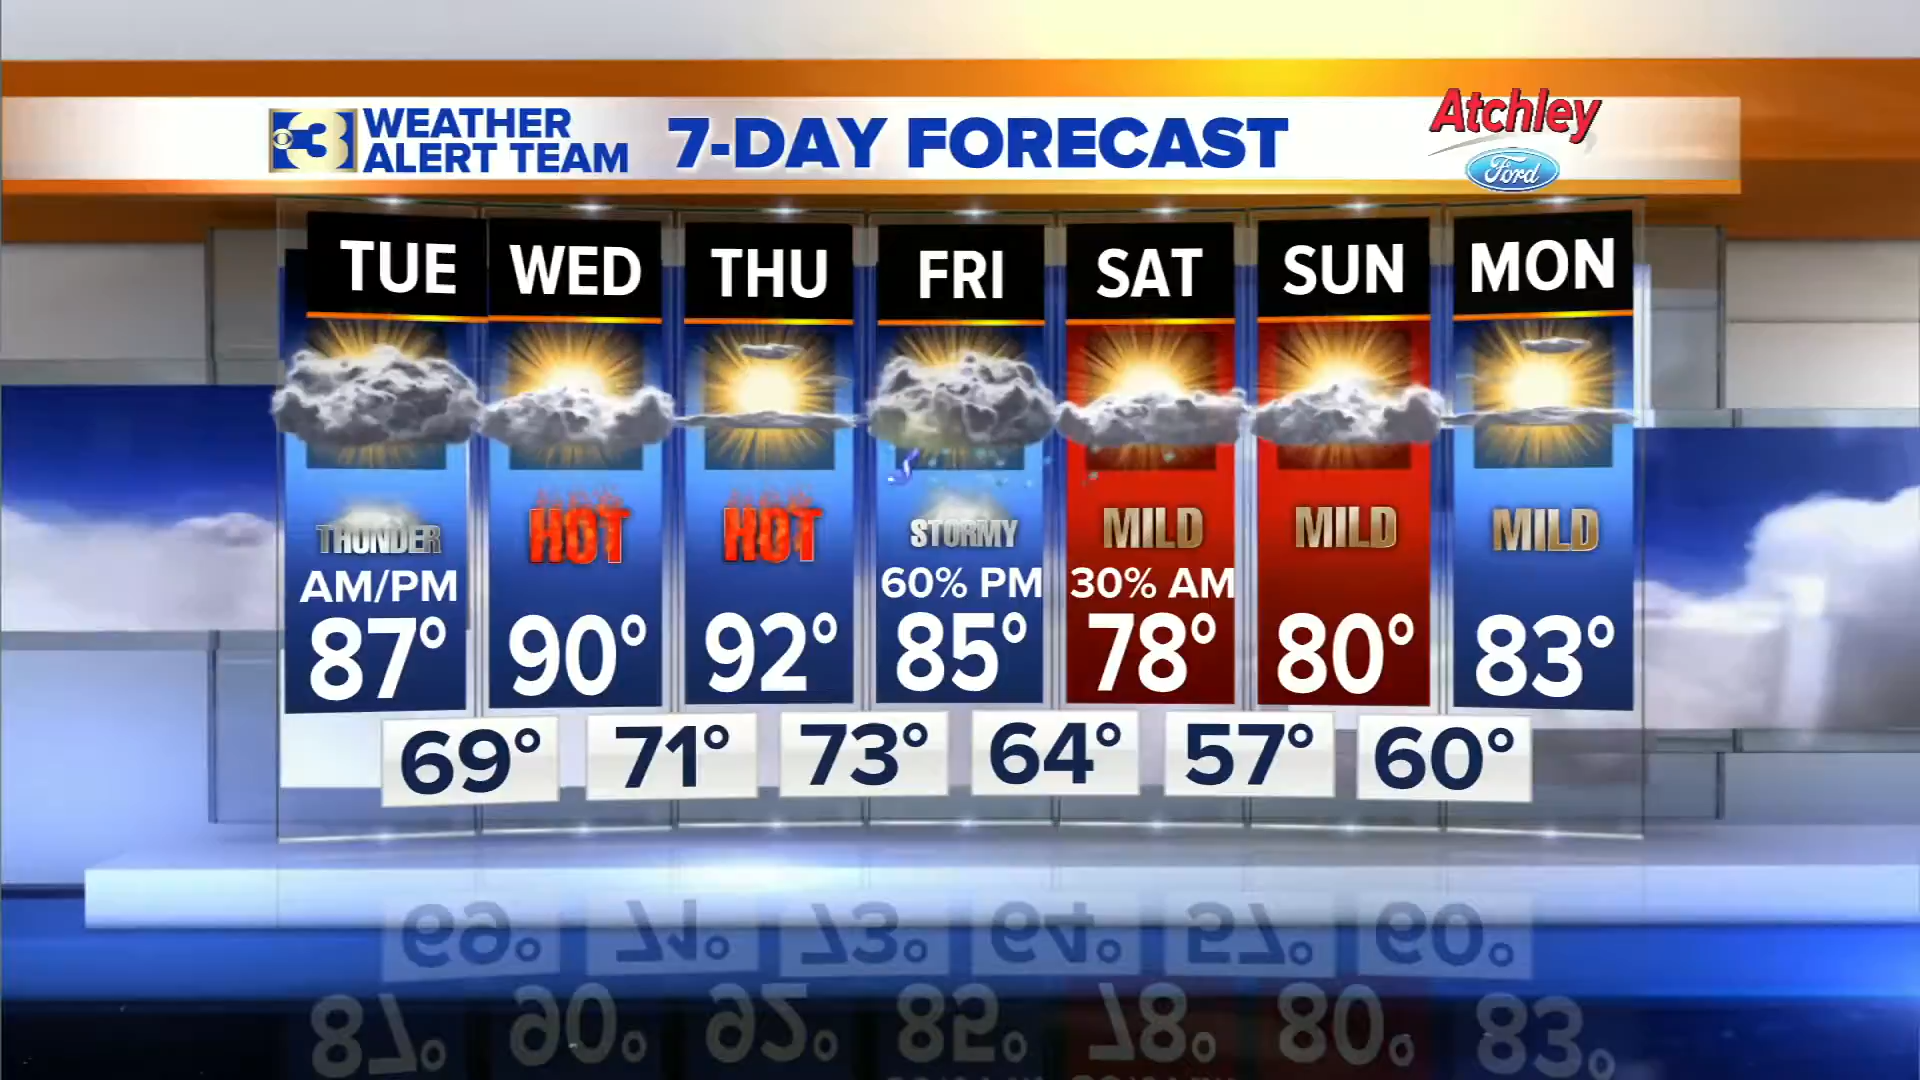 3 WEATHER
ALERT TEAM
7-DAY FORECAST
Atchley
Ford
TUE WED THU FRI SAT SUN MON
THUNDER HOT HOT STORMY MILD MILD MILD
AM/PM 60% PM 30% AM
87° 90° 92° 85° 78° 80° 83°
69° 71° 73° 64° 57° 60°